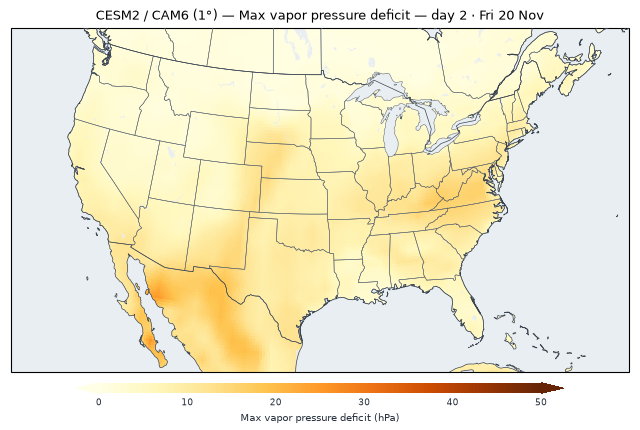 CESM2 / CAM6 (1°) — Max vapor pressure deficit — day 2 · Fri 20 Nov
0 10 20 30 40 50
Max vapor pressure deficit (hPa)